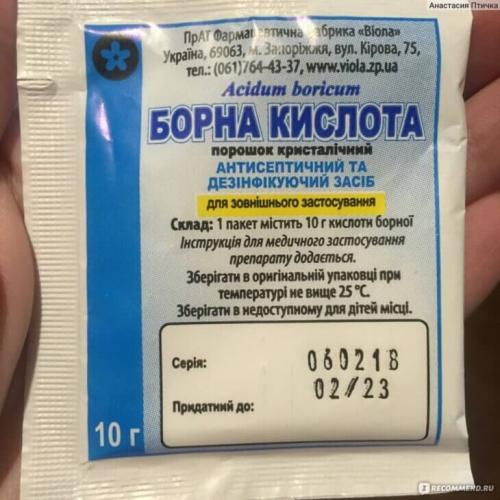 Анастасия Птичка
ПрАТ Фармацевтична фабрика «Віола»
Україна, 69063, м. Запоріжжя, вул. Кірова, 75,
тел.: (061)764-43-37, www.viola.zp.ua
Acidum boricum
БОРНА КИСЛОТА
порошок кристалічний
АНТИСЕПТИЧНИЙ ТА
ДЕЗІНФІКУЮЧИЙ ЗАСІБ
для зовнішнього застосування
Склад: 1 пакет містить 10 г кислоти борної
Інструкція для медичного застосування
препарату додається.
Зберігати в оригінальній упаковці при
температурі не вище 25 °С.
Зберігати в недоступному для дітей місці.
Серія: 060218
02/23
Придатний до:
10 г
IRECOMMEND.RU